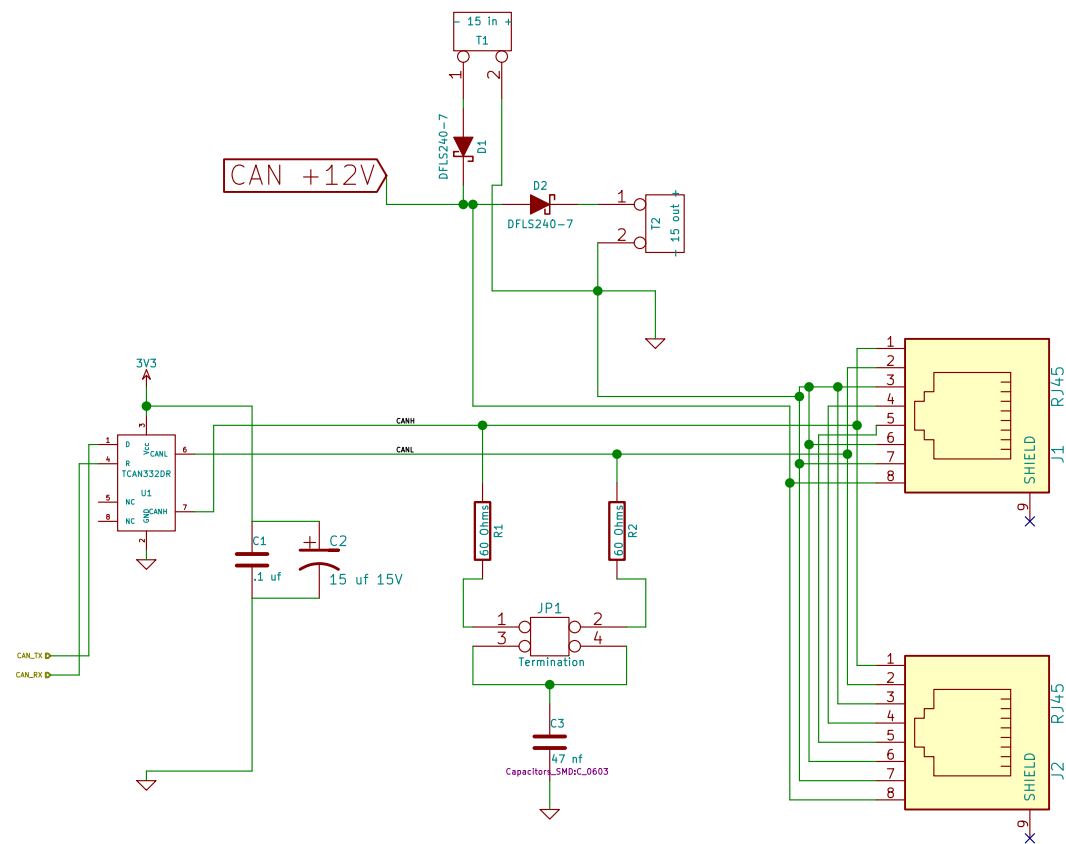 - 15 in +
T1
1
2
DFLS240-7
D1
CAN +12V
D2
DFLS240-7
1
2
T2
- 15 out +
3V3
3
1
D
Vcc
4
R
CANL
6
TCAN332DR
U1
5
NC
CANH
7
8
NC
GND
2
CANH
CANL
C1
.1 uf
+
C2
15 uf 15V
60 Ohms
R1
60 Ohms
R2
JP1
1
2
3
4
Termination
C3
47 nf
Capacitors_SMD:C_0603
CAN_TX
CAN_RX
1
2
3
4
5
6
7
8
RJ45
J1
SHIELD
9
1
2
3
4
5
6
7
8
RJ45
J2
SHIELD
9